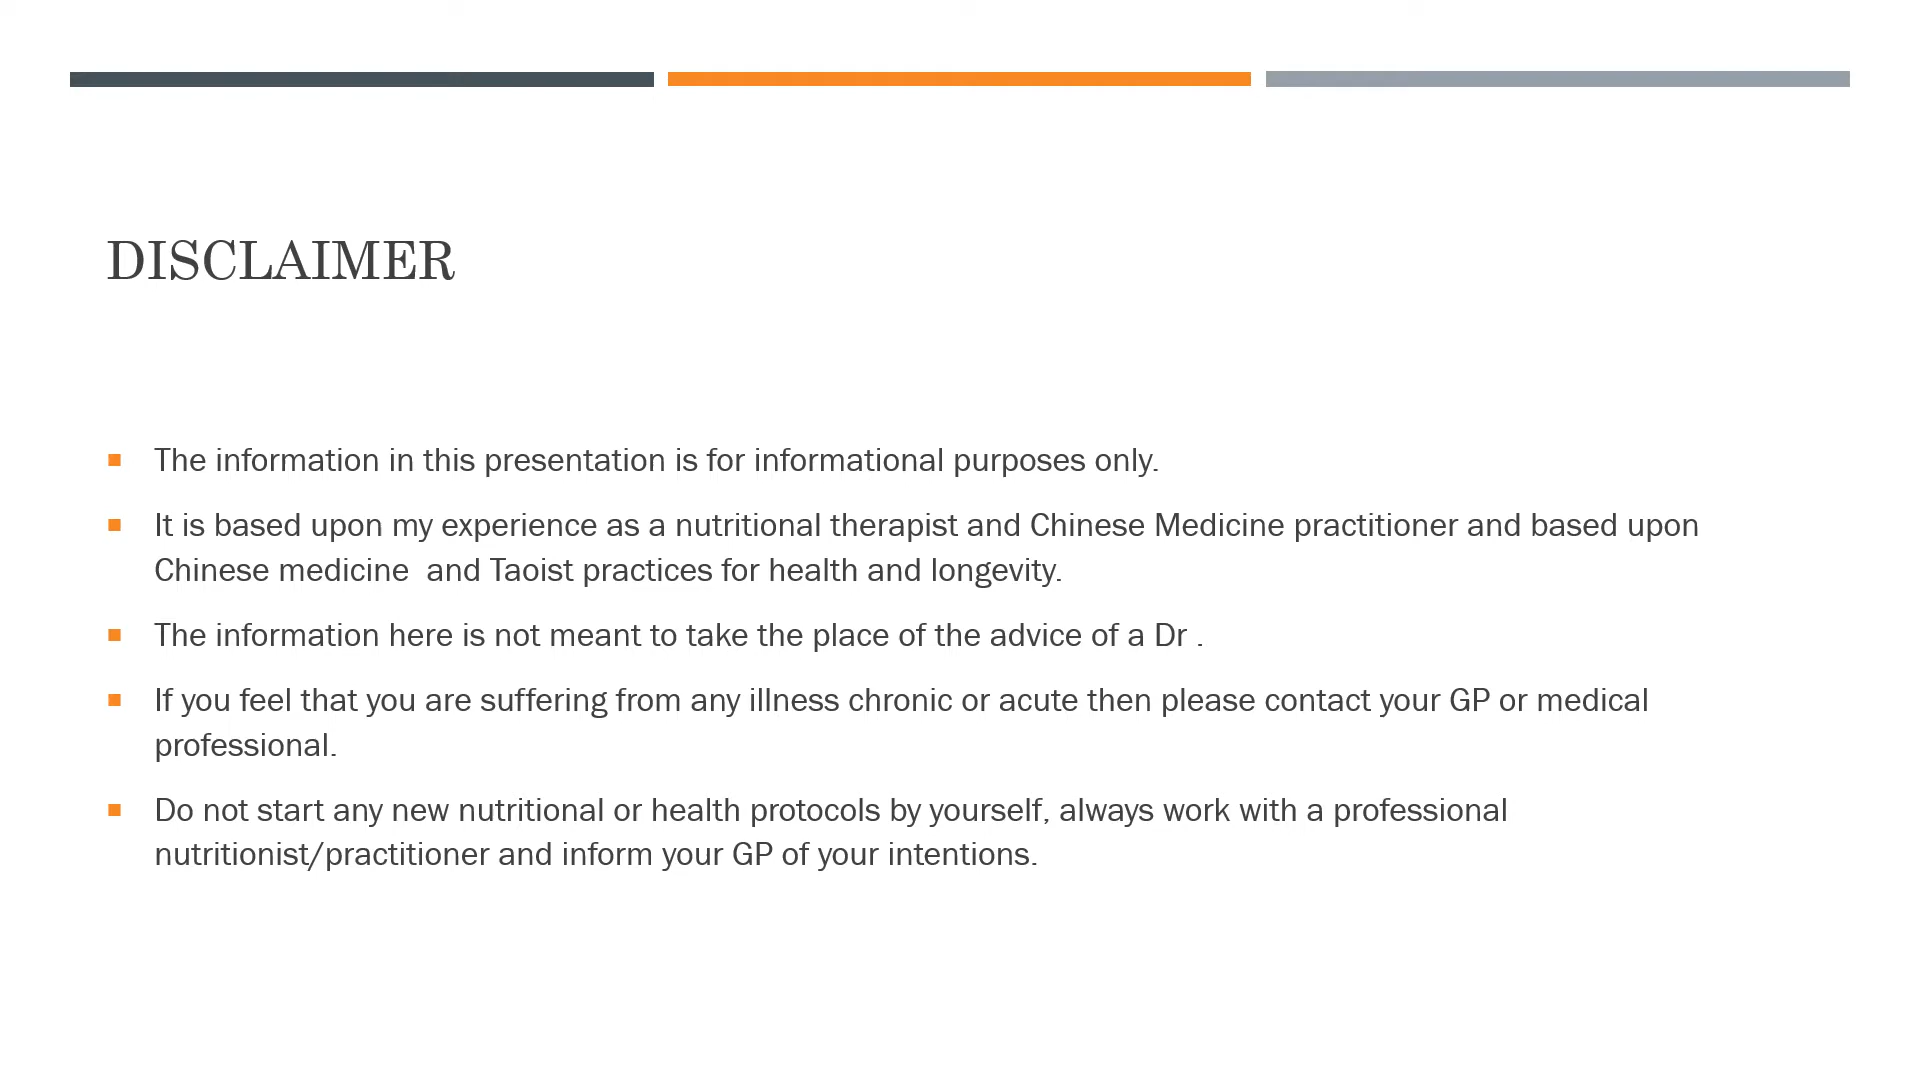 DISCLAIMER
The information in this presentation is for informational purposes only.
It is based upon my experience as a nutritional therapist and Chinese Medicine practitioner and based upon
Chinese medicine  and Taoist practices for health and longevity.
The information here is not meant to take the place of the advice of a Dr .
If you feel that you are suffering from any illness chronic or acute then please contact your GP or medical
professional.
Do not start any new nutritional or health protocols by yourself, always work with a professional
nutritionist/practitioner and inform your GP of your intentions.